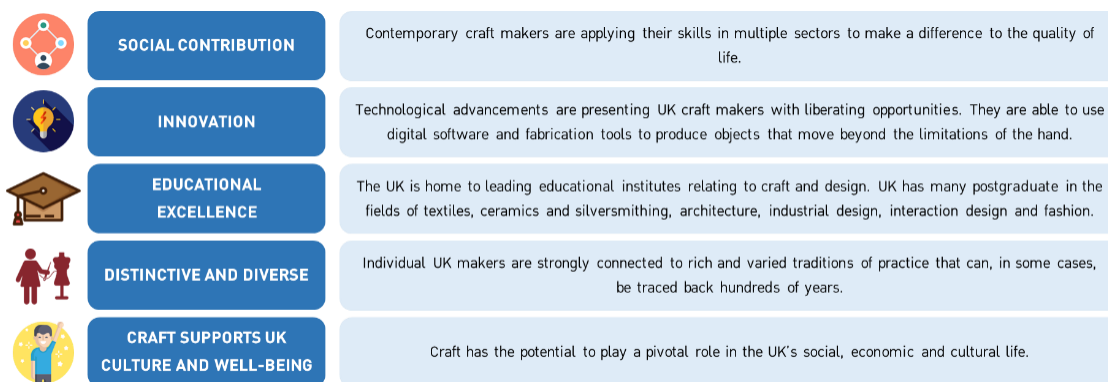 SOCIAL CONTRIBUTION
Contemporary craft makers are applying their skills in multiple sectors to make a difference to the quality of
life.
INNOVATION
Technological advancements are presenting UK craft makers with liberating opportunities. They are able to use
digital software and fabrication tools to produce objects that move beyond the limitations of the hand.
EDUCATIONAL
EXCELLENCE
The UK is home to leading educational institutes relating to craft and design. UK has many postgraduate in the
fields of textiles, ceramics and silversmithing, architecture, industrial design, interaction design and fashion.
DISTINCTIVE AND DIVERSE
Individual UK makers are strongly connected to rich and varied traditions of practice that can, in some cases,
be traced back hundreds of years.
CRAFT SUPPORTS UK
CULTURE AND WELL-BEING
Craft has the potential to play a pivotal role in the UK's social, economic and cultural life.